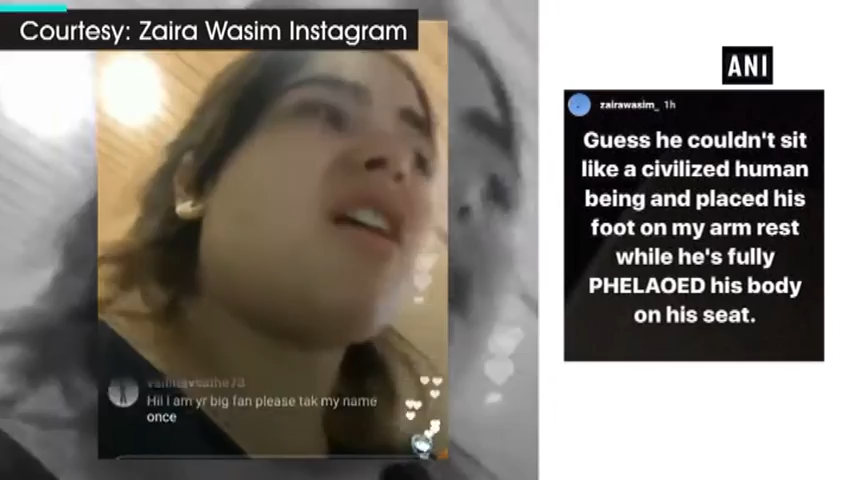 Courtesy: Zaira Wasim Instagram
ANI
zairawasim_ 1h
Guess he couldn't sit
like a civilized human
being and placed his
foot on my arm rest
while he's fully
PHELAOED his body
on his seat.
Hil I am yr big fan please tak my name
once